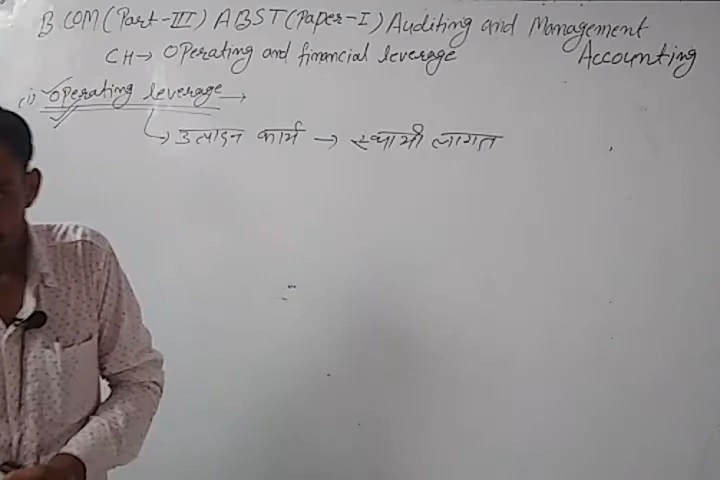 B.COM (Part-III) ABST (Paper-I) Auditing and Management Accounting
CH→ Operating and financial leverage
(i) Operating leverage →
↳ उत्पादन कार्य → स्थायी लागत